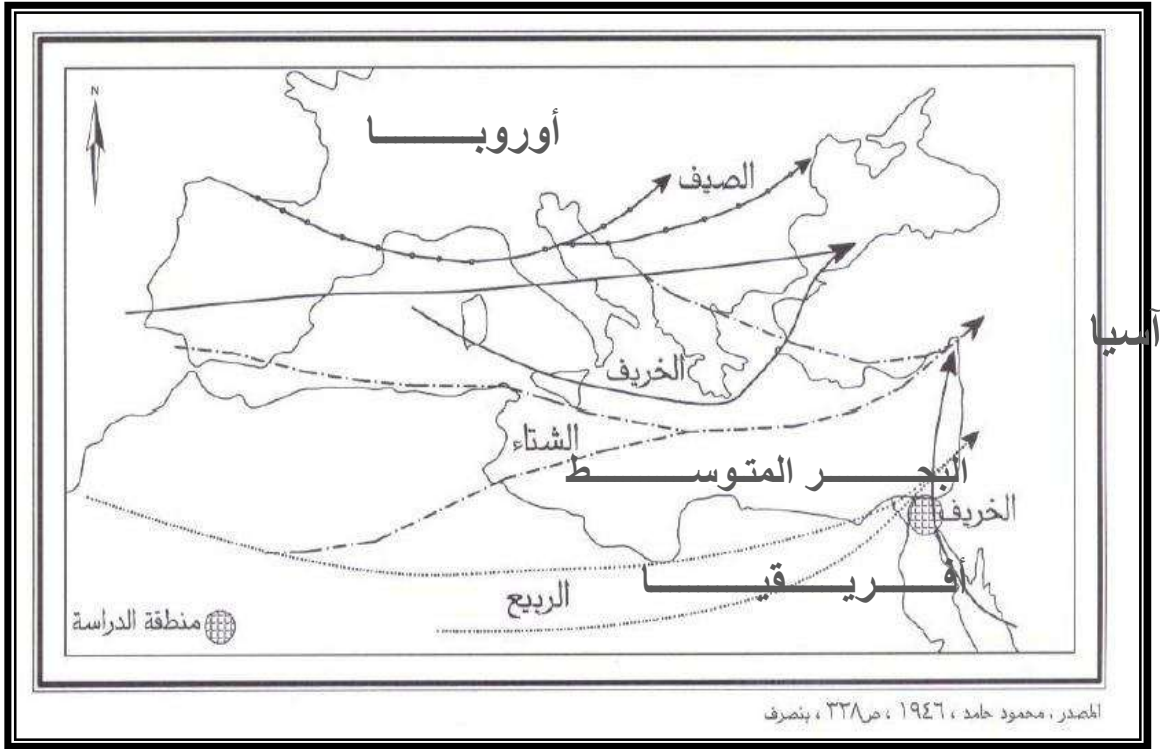 N
أوروبا
الصيف
آسيا
الخريف
الشتاء
البحر المتوسط
الخريف
أفريقيا
الربيع
منطقة الدراسة
المصدر ، محمود حامد ، ١٩٤٦ ، ص٣٣٨ ، بتصرف